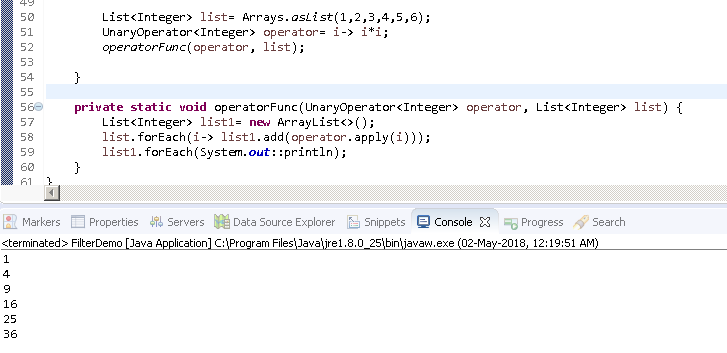 49
50 List<Integer> list= Arrays.asList(1,2,3,4,5,6);
51 UnaryOperator<Integer> operator= i-> i*i;
52 operatorFunc(operator, list);
53
54 }
55
56 private static void operatorFunc(UnaryOperator<Integer> operator, List<Integer> list) {
57 List<Integer> list1= new ArrayList<>();
58 list.forEach(i-> list1.add(operator.apply(i)));
59 list1.forEach(System.out::println);
60 }
61 }
Markers Properties Servers Data Source Explorer Snippets Console Progress Search
<terminated> FilterDemo [Java Application] C:\Program Files\Java\jre1.8.0_25\bin\javaw.exe (02-May-2018, 12:19:51 AM)
1
4
9
16
25
36